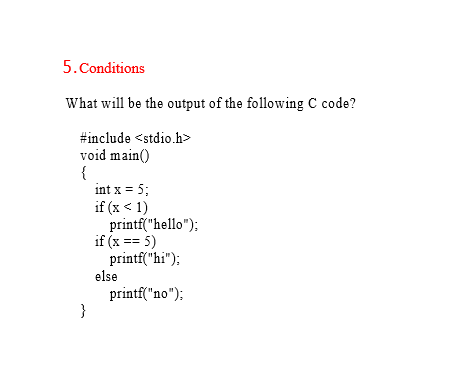 5.Conditions
What will be the output of the following C code?
#include <stdio.h>
void main()
{
int x = 5;
if (x < 1)
printf("hello");
if (x == 5)
printf("hi");
else
printf("no");
}